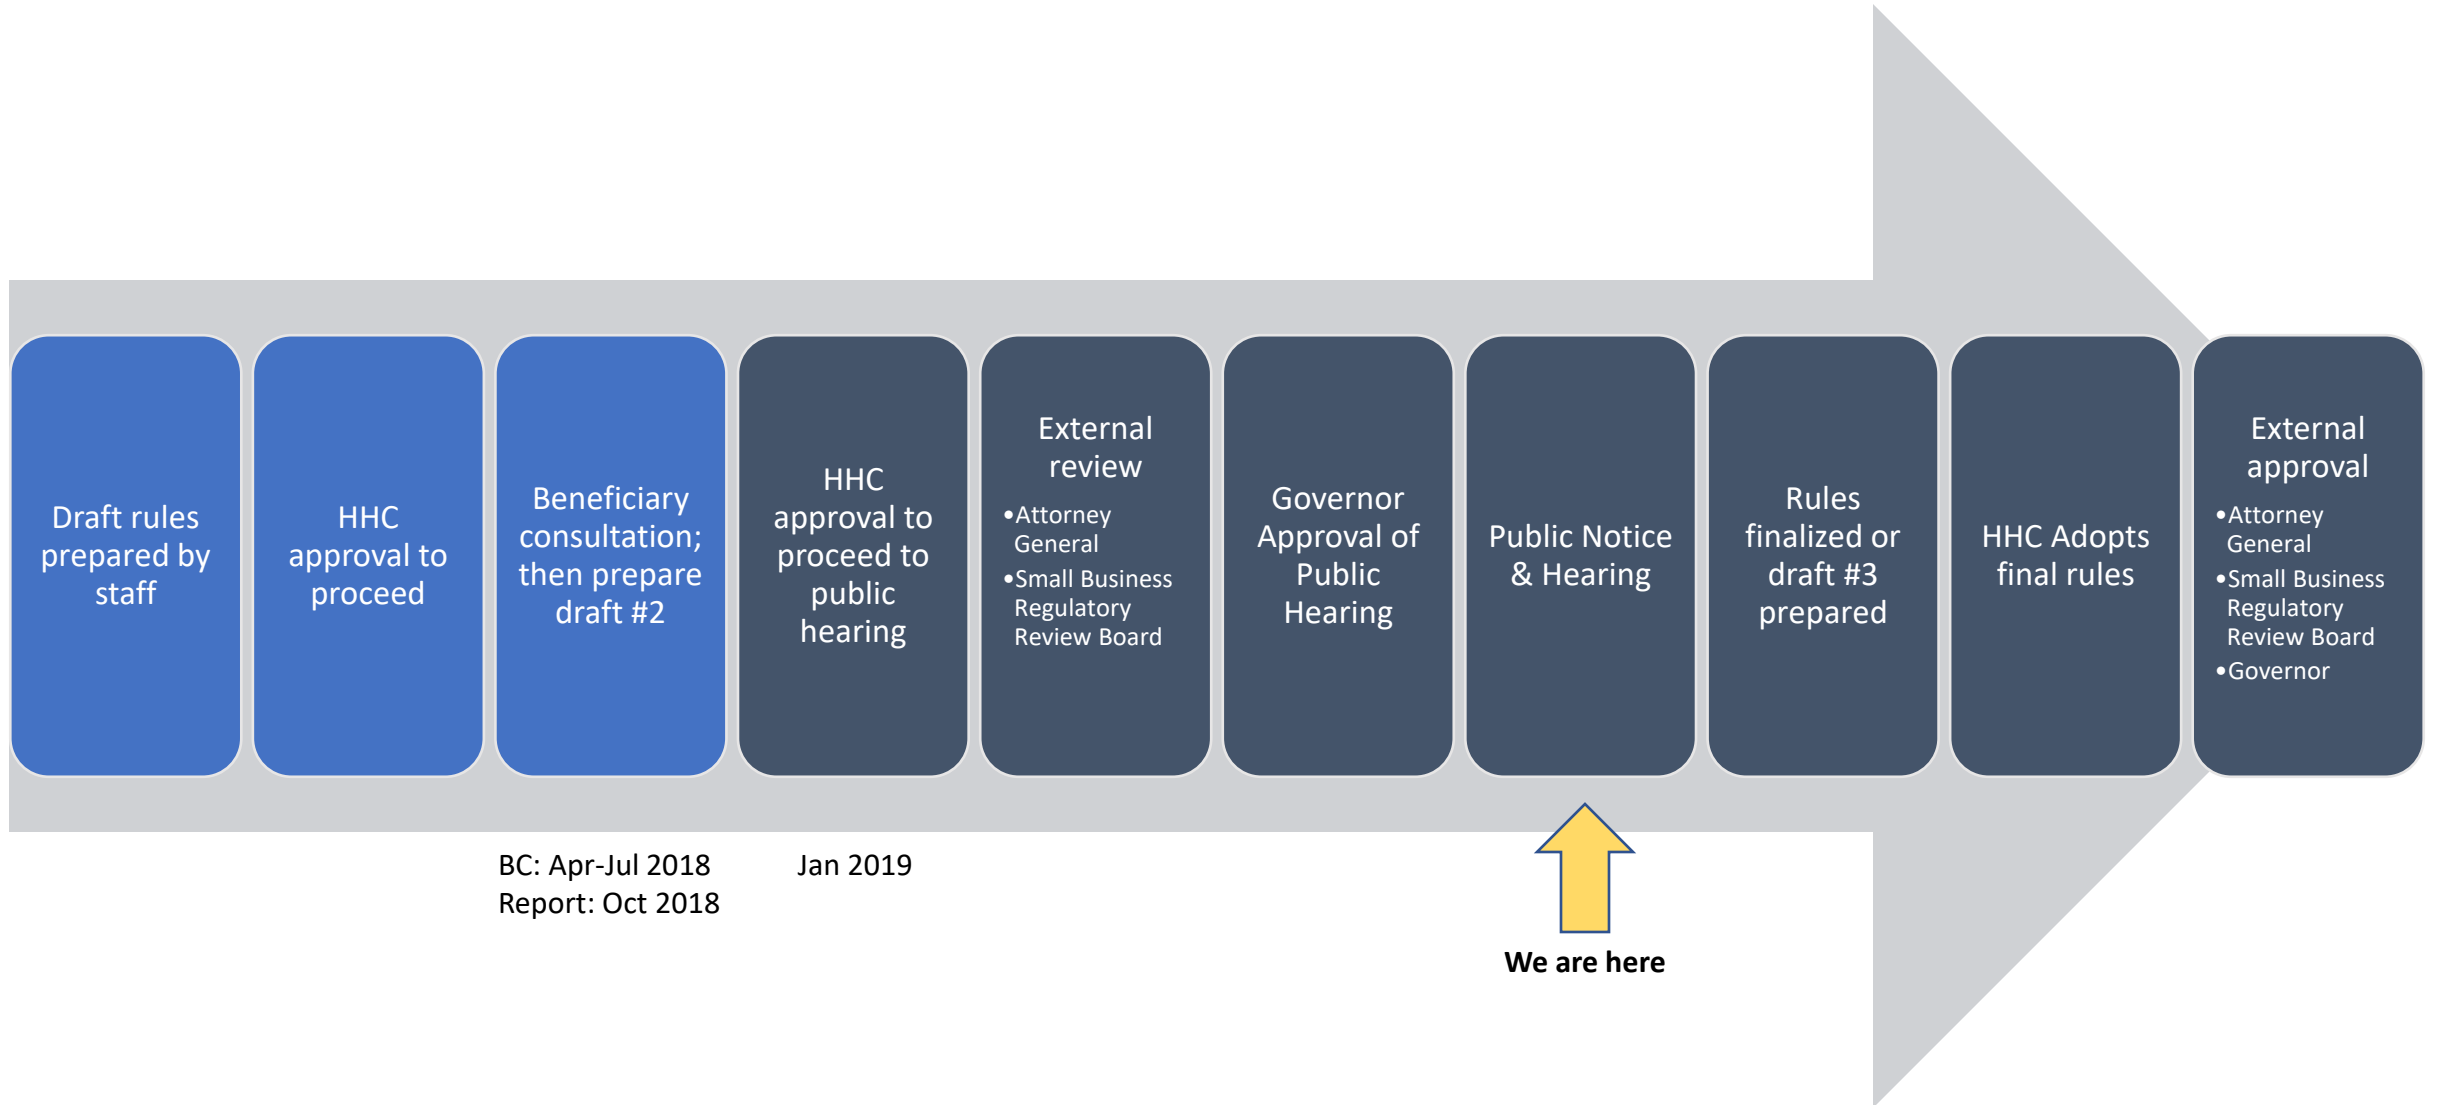 Draft rules
prepared by
staff
HHC
approval to
proceed
Beneficiary
consultation;
then prepare
draft #2
HHC
approval to
proceed to
public
hearing
External
review
•Attorney
General
•Small Business
Regulatory
Review Board
Governor
Approval of
Public
Hearing
Public Notice
& Hearing
Rules
finalized or
draft #3
prepared
HHC Adopts
final rules
External
approval
•Attorney
General
•Small Business
Regulatory
Review Board
•Governor
BC: Apr-Jul 2018
Report: Oct 2018
Jan 2019
We are here